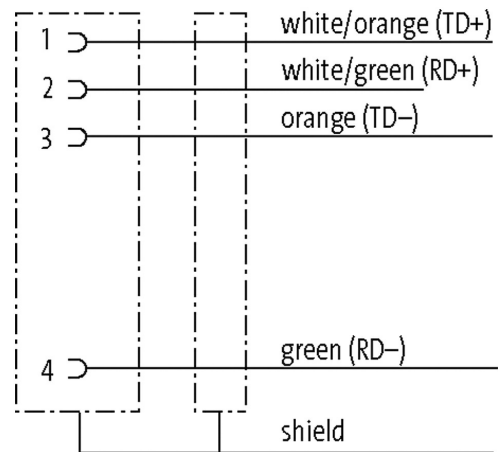 1 white/orange (TD+)
2 white/green (RD+)
3 orange (TD–)
4 green (RD–)
shield